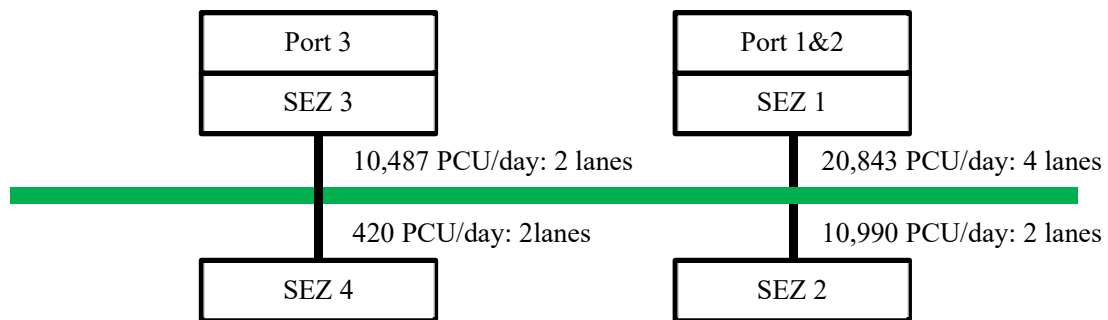 Port 3
Port 1&2
SEZ 3
SEZ 1
10,487 PCU/day: 2 lanes
20,843 PCU/day: 4 lanes
420 PCU/day: 2lanes
10,990 PCU/day: 2 lanes
SEZ 4
SEZ 2